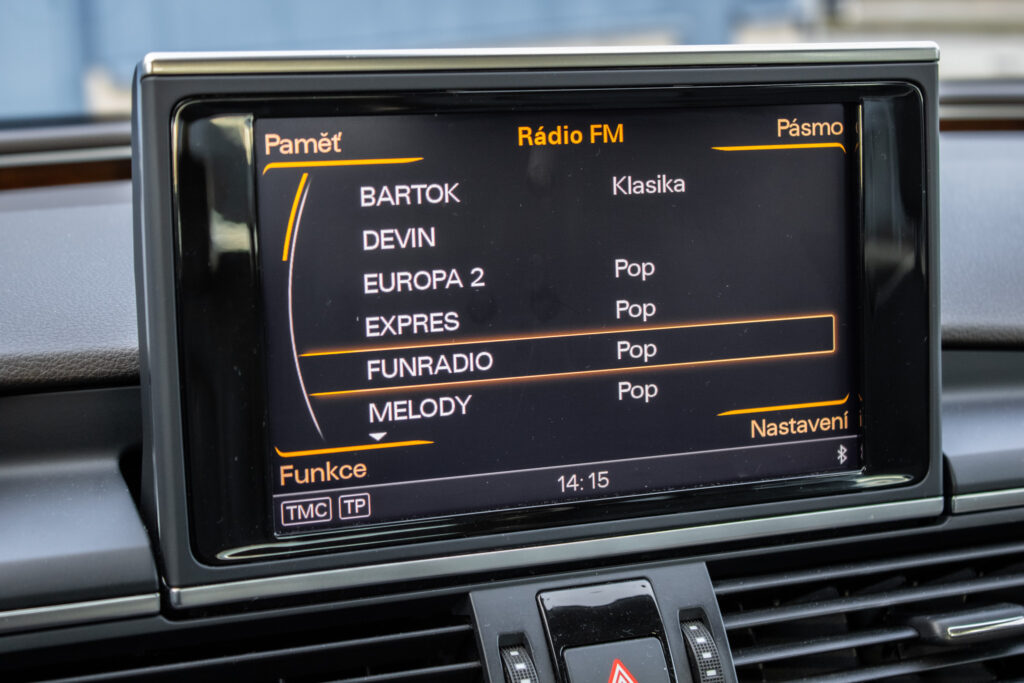 Paměť Rádio FM Pásmo
BARTOK Klasika
DEVIN
EUROPA 2 Pop
EXPRES Pop
FUNRADIO Pop
MELODY Pop
Nastavení
Funkce
TMC TP 14:15